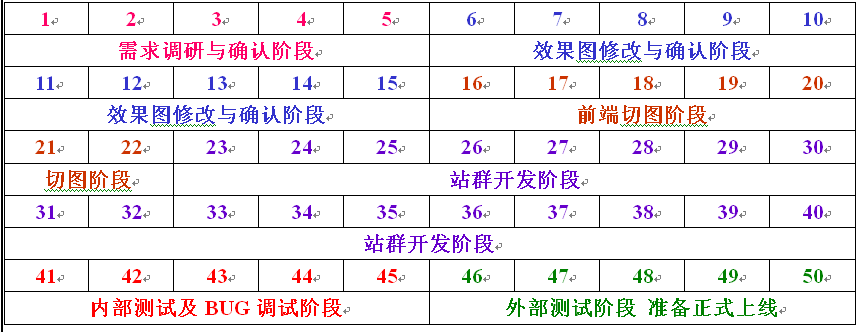 1 2 3 4 5 6 7 8 9 10
需求调研与确认阶段 效果图修改与确认阶段
11 12 13 14 15 16 17 18 19 20
效果图修改与确认阶段 前端切图阶段
21 22 23 24 25 26 27 28 29 30
切图阶段 站群开发阶段
31 32 33 34 35 36 37 38 39 40
站群开发阶段
41 42 43 44 45 46 47 48 49 50
内部测试及 BUG 调试阶段 外部测试阶段 准备正式上线